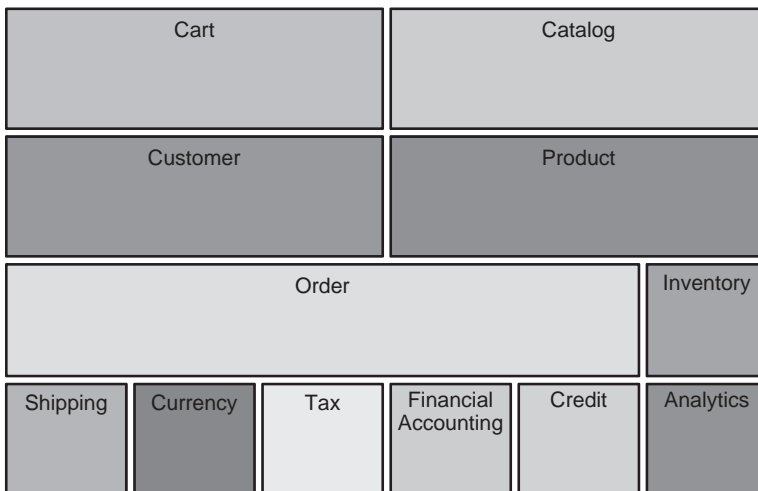 Cart
Catalog
Customer
Product
Order
Inventory
Shipping
Currency
Tax
Financial
Accounting
Credit
Analytics